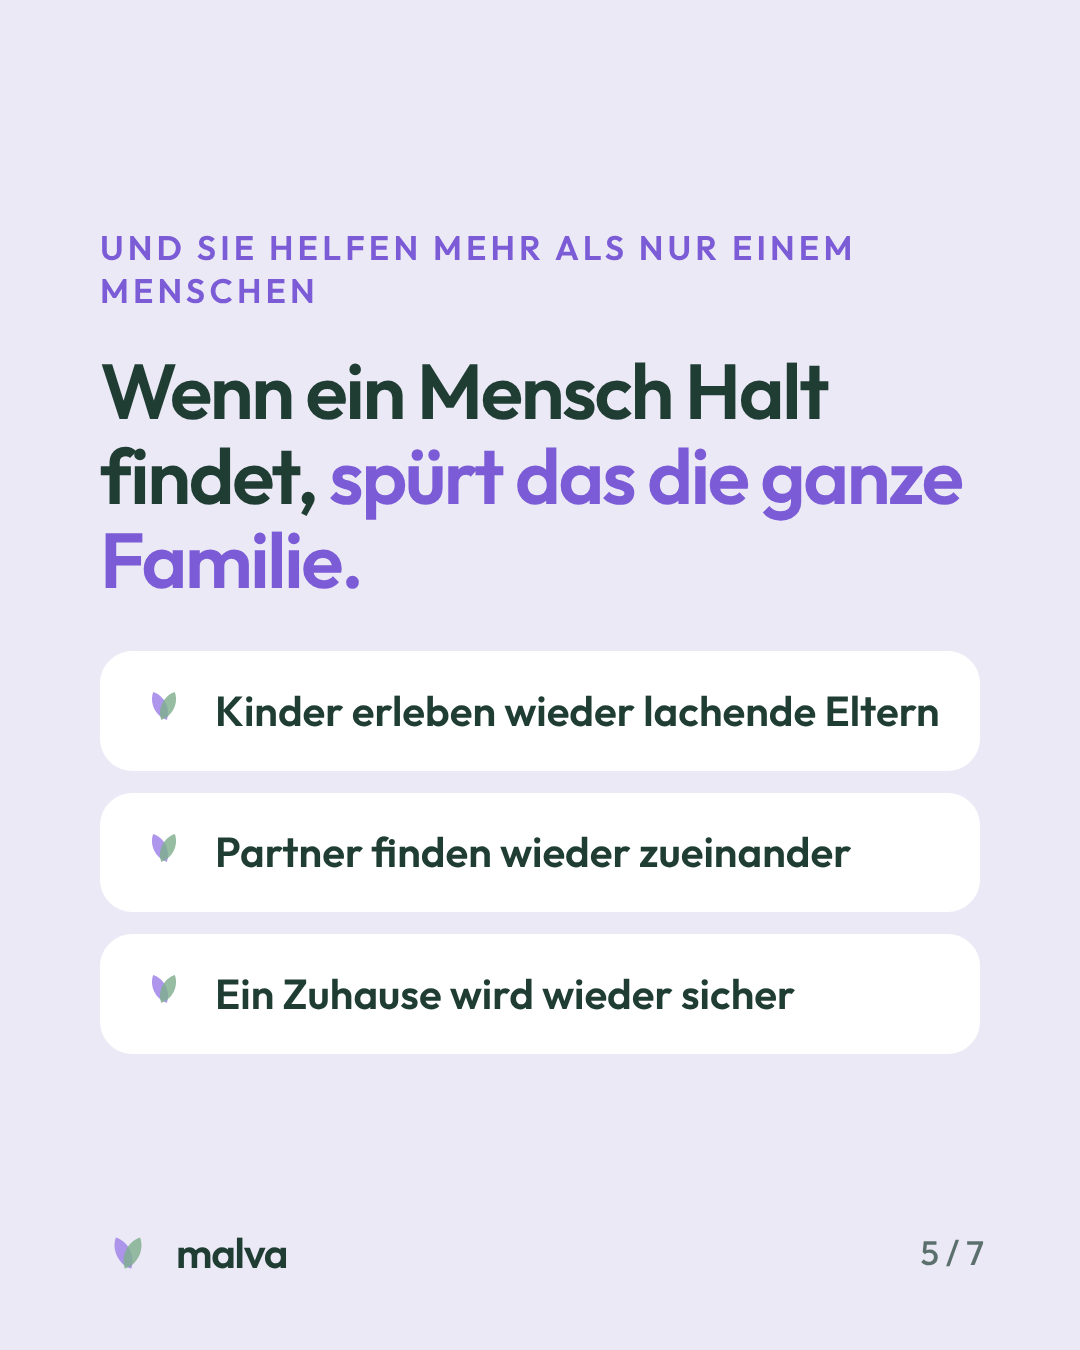 UND SIE HELFEN MEHR ALS NUR EINEM
MENSCHEN
Wenn ein Mensch Halt
findet, spürt das die ganze
Familie.
Kinder erleben wieder lachende Eltern
Partner finden wieder zueinander
Ein Zuhause wird wieder sicher
malva
5 / 7